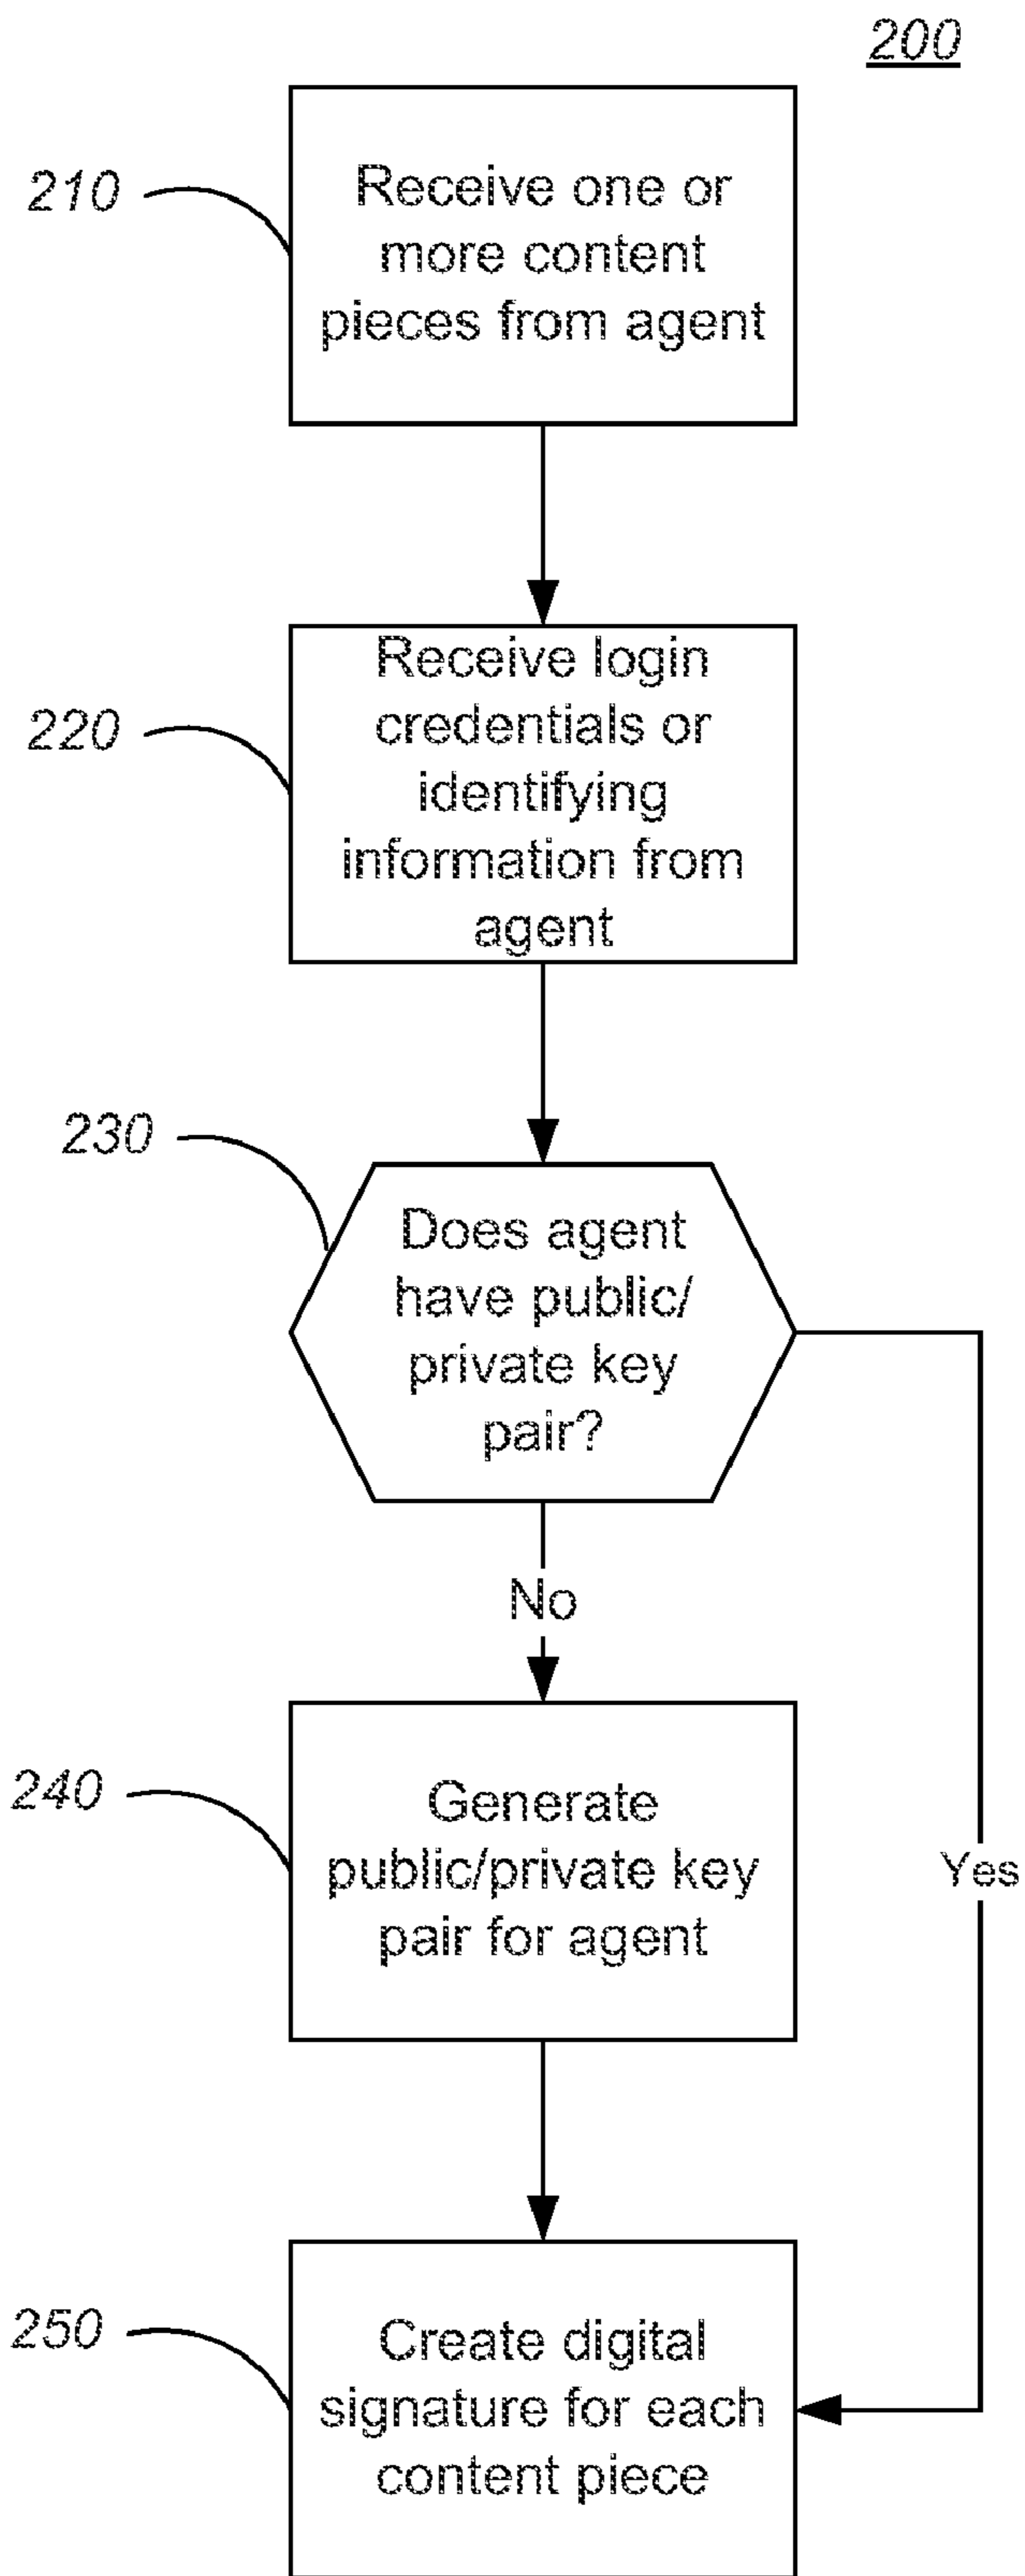 200
210
Receive one or
more content
pieces from agent
220
Receive login
credentials or
identifying
information from
agent
230
Does agent
have public/
private key
pair?
No
240
Generate
public/private key
pair for agent
Yes
250
Create digital
signature for each
content piece